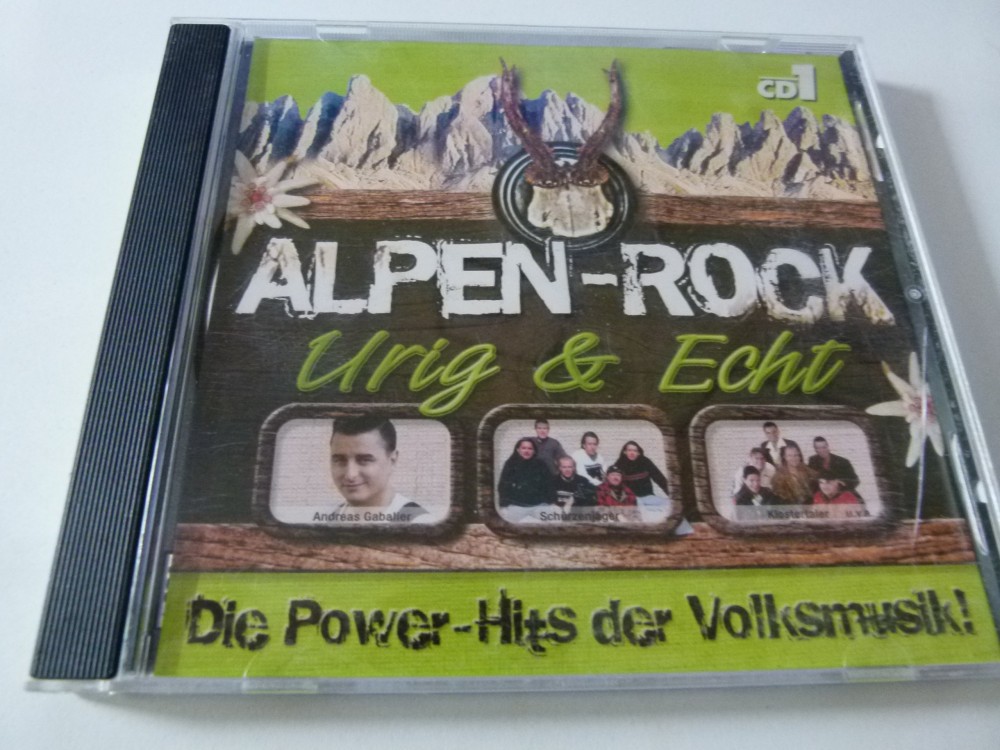 CD1
ALPEN-ROCK
Urig & Echt
Andreas Gabalier
Schürzenjäger
Klostertaler u.v.a.
Die Power-Hits der Volksmusik!